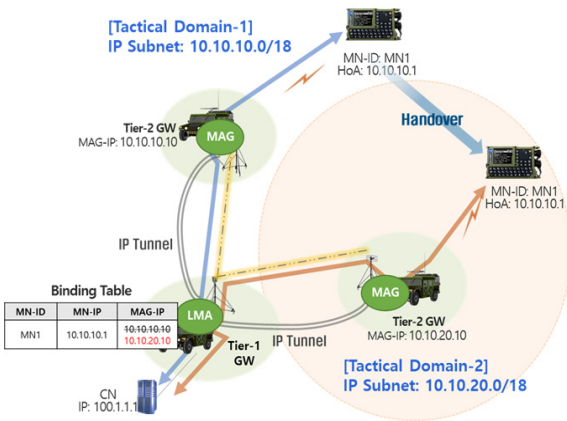 [Tactical Domain-1]
IP Subnet: 10.10.10.0/18
MN-ID: MN1
HoA: 10.10.10.1
Handover
Tier-2 GW
MAG-IP: 10.10.10.10
MAG
MN-ID: MN1
HoA: 10.10.10.1
IP Tunnel
Binding Table
MN-ID MN-IP MAG-IP
MN1 10.10.10.1 10.10.10.10
10.10.20.10
LMA
Tier-1
GW
IP Tunnel
MAG
Tier-2 GW
MAG-IP: 10.10.20.10
[Tactical Domain-2]
IP Subnet: 10.10.20.0/18
CN
IP: 100.1.1.1